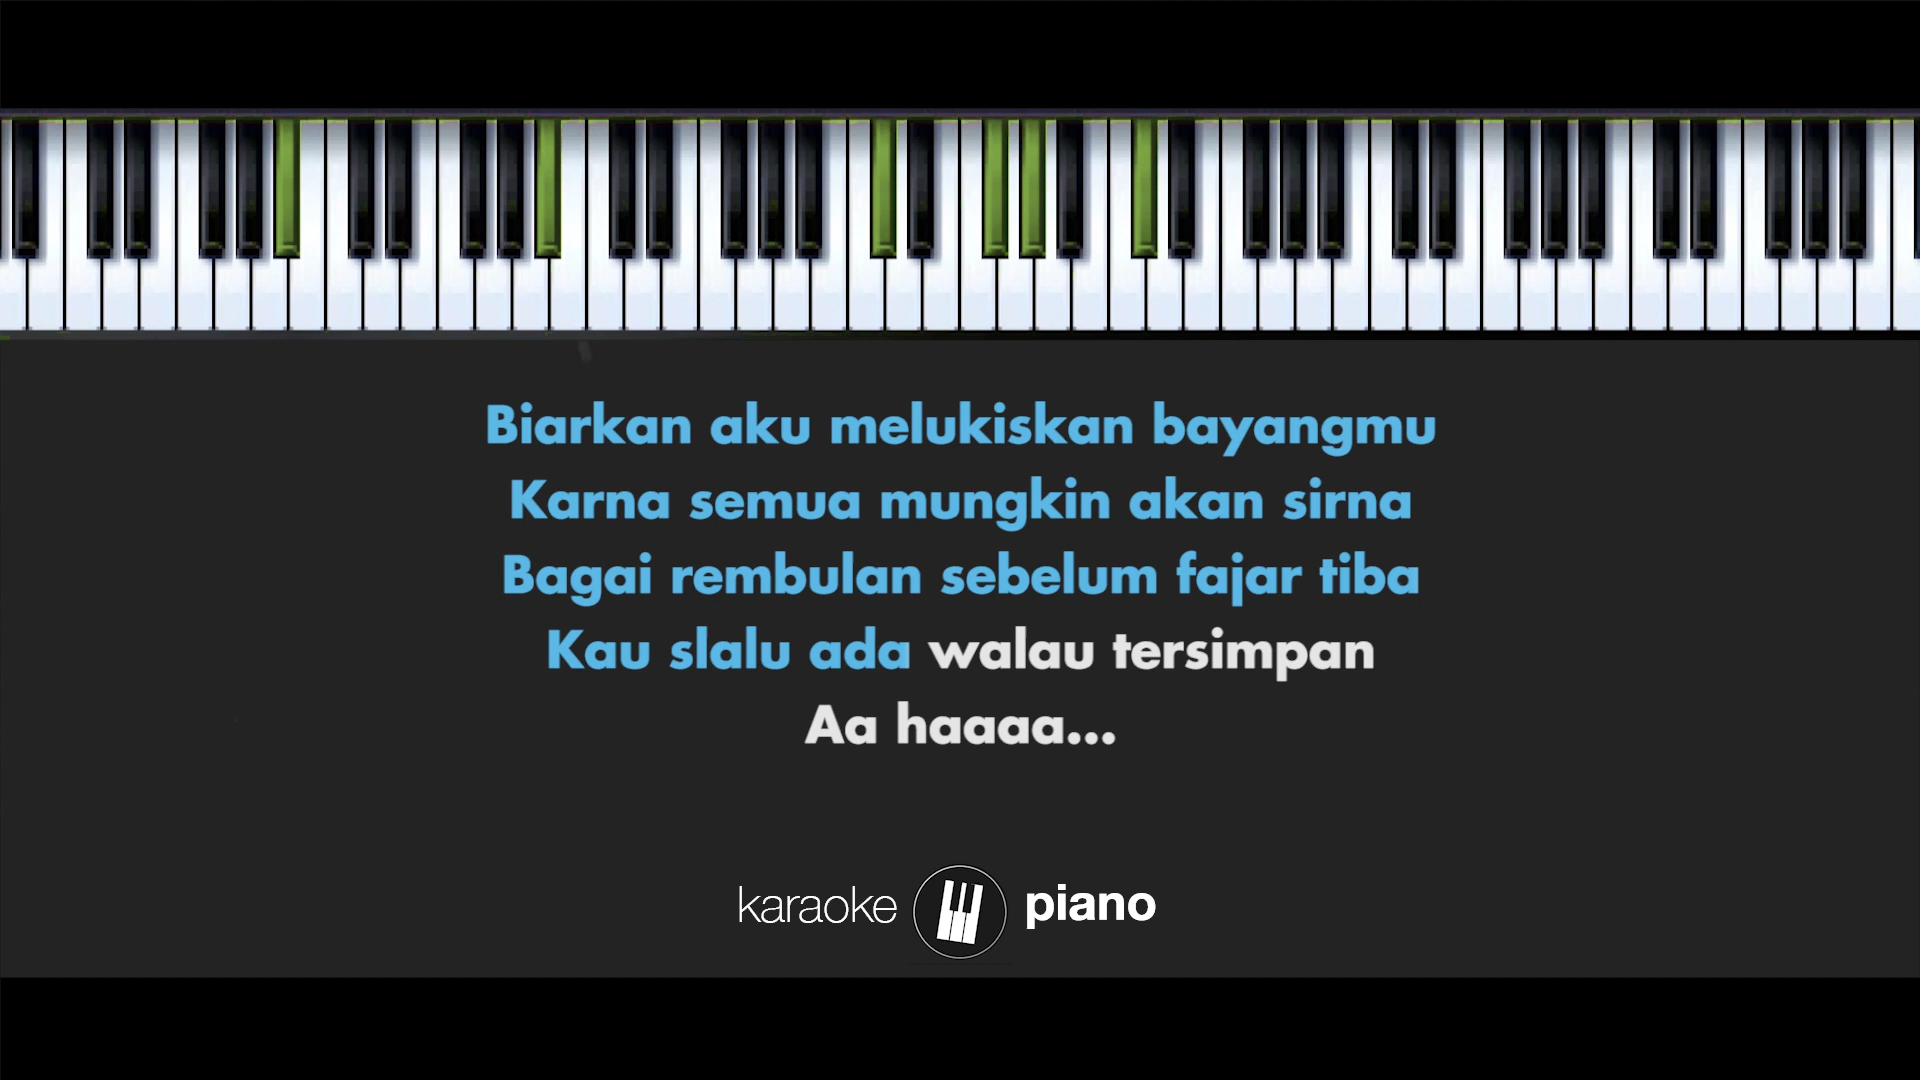 Biarkan aku melukiskan bayangmu
Karna semua mungkin akan sirna
Bagai rembulan sebelum fajar tiba
Kau slalu ada walau tersimpan
Aa haaaa...
karaoke piano